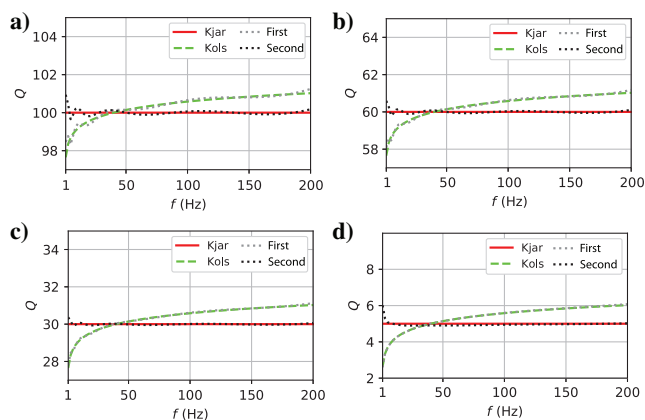 a)
Kjar First
Kols Second
Q
104
102
100
98
1 50 100 150 200
f (Hz)
b)
Kjar First
Kols Second
Q
64
62
60
58
1 50 100 150 200
f (Hz)
c)
Kjar First
Kols Second
Q
34
32
30
28
1 50 100 150 200
f (Hz)
d)
Kjar First
Kols Second
Q
8
6
4
2
1 50 100 150 200
f (Hz)